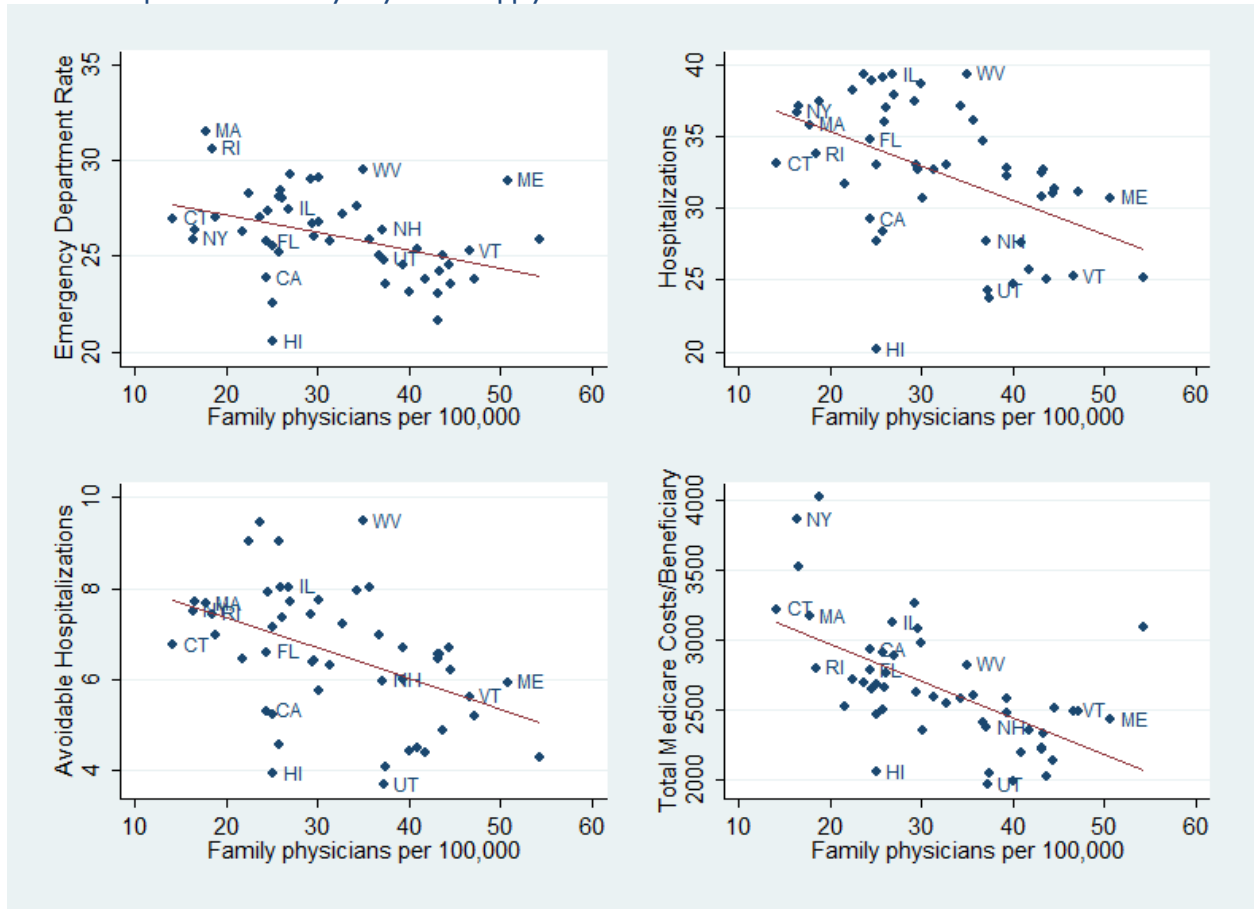 Emergency Department Rate
35
30
25
20
MA
RI
WV
ME
CT
IL
NY
FL
NH
VT
UT
CA
HI
10 20 30 40 50 60
Family physicians per 100,000
Hospitalizations
40
35
30
25
20
IL
WV
NY
MA
FL
RI
CT
ME
CA
NH
VT
UT
HI
10 20 30 40 50 60
Family physicians per 100,000
Avoidable Hospitalizations
10
8
6
4
WV
IL
MA
RI
CT
FL
NH
ME
VT
CA
HI
UT
10 20 30 40 50 60
Family physicians per 100,000
Total Medicare Costs/Beneficiary
4000
3500
3000
2500
2000
NY
CT
MA
IL
CA
RI
FL
WV
VT
ME
NH
HI
UT
10 20 30 40 50 60
Family physicians per 100,000